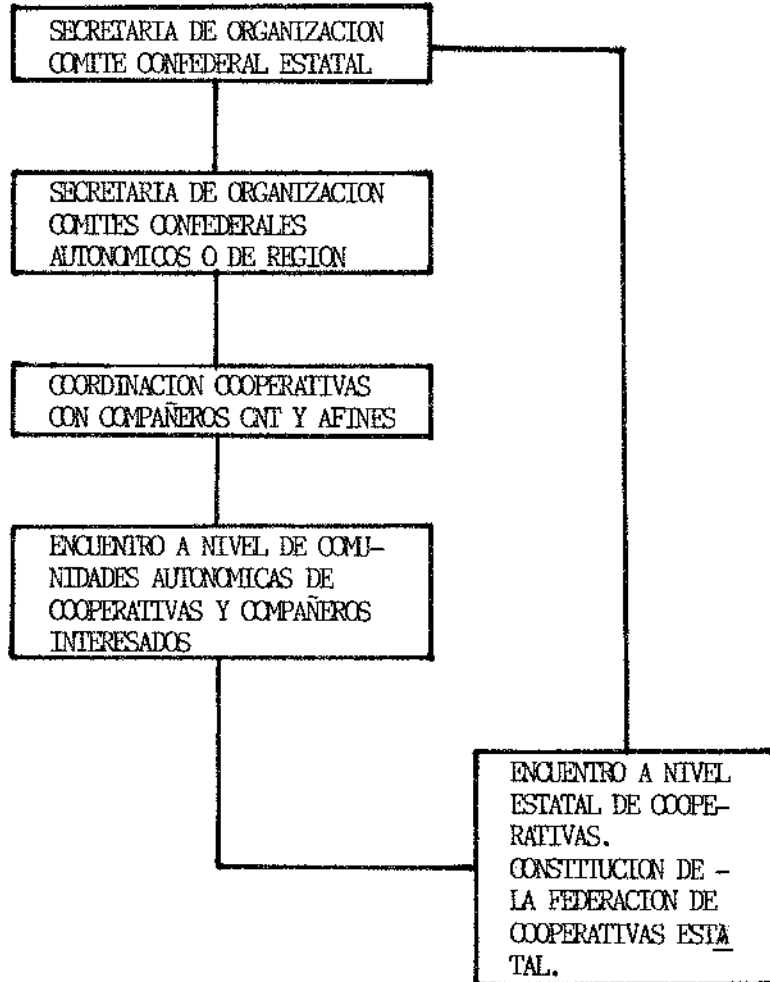 SECRETARIA DE ORGANIZACION
COMITE CONFEDERAL ESTATAL
SECRETARIA DE ORGANIZACION
COMITES CONFEDERALES
AUTONOMICOS O DE REGION
COORDINACION COOPERATIVAS
CON COMPAÑEROS CNT Y AFINES
ENCUENTRO A NIVEL DE COMU-
NIDADES AUTONOMICAS DE
COOPERATIVAS Y COMPAÑEROS
INTERESADOS
ENCUENTRO A NIVEL
ESTATAL DE COOPE-
RATIVAS.
CONSTITUCION DE -
LA FEDERACION DE
COOPERATIVAS ESTA
TAL.